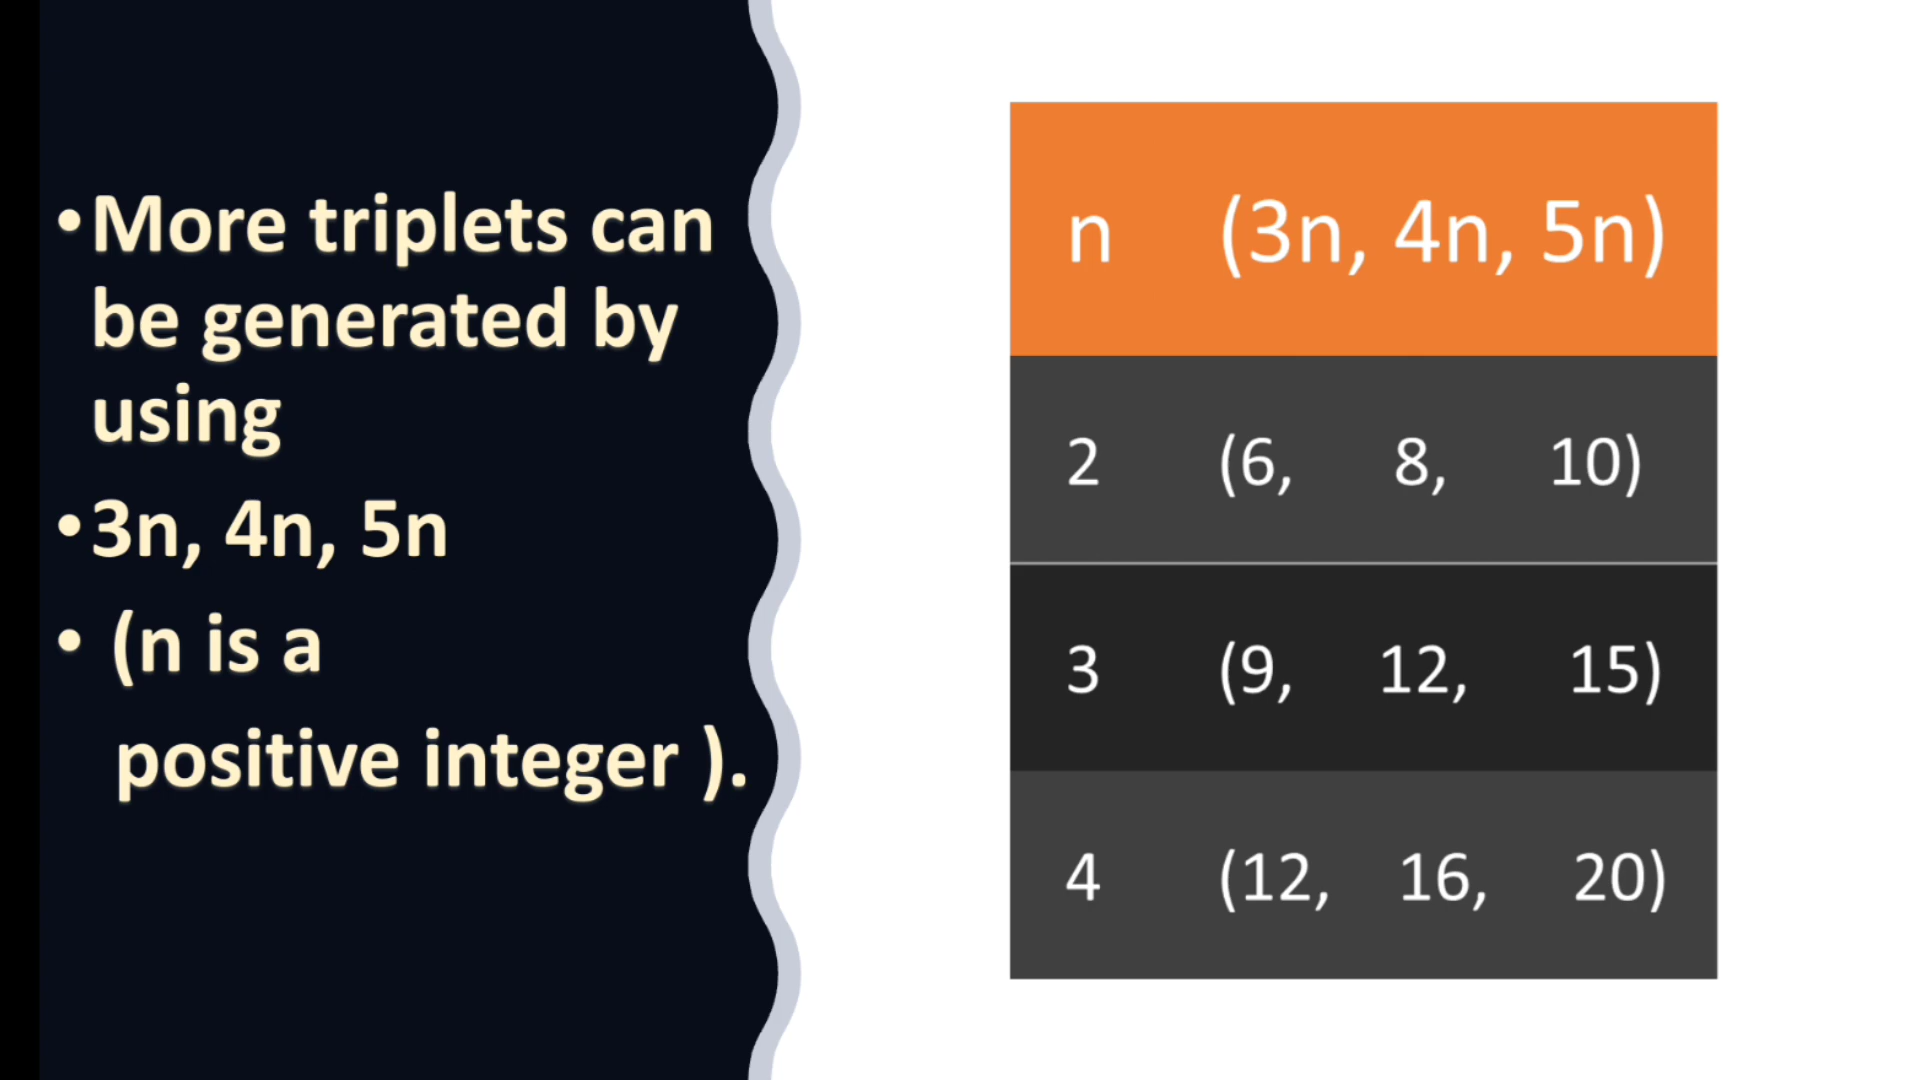 •More triplets can
be generated by
using
•3n, 4n, 5n
• (n is a
positive integer ).
n (3n, 4n, 5n)
2 (6, 8, 10)
3 (9, 12, 15)
4 (12, 16, 20)